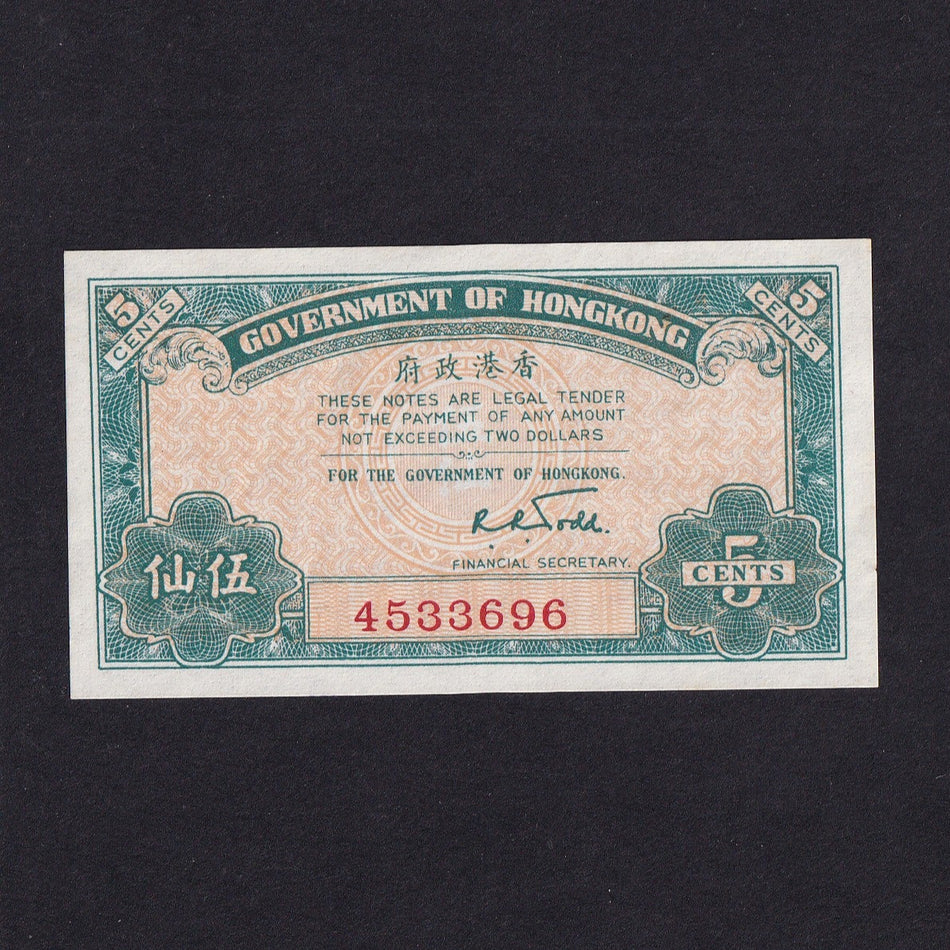 5 CENTS
5 CENTS
GOVERNMENT OF HONGKONG
府政港香
THESE NOTES ARE LEGAL TENDER
FOR THE PAYMENT OF ANY AMOUNT
NOT EXCEEDING TWO DOLLARS
FOR THE GOVERNMENT OF HONGKONG.
R. R. Todd.
FINANCIAL SECRETARY.
仙伍
5 CENTS
4533696